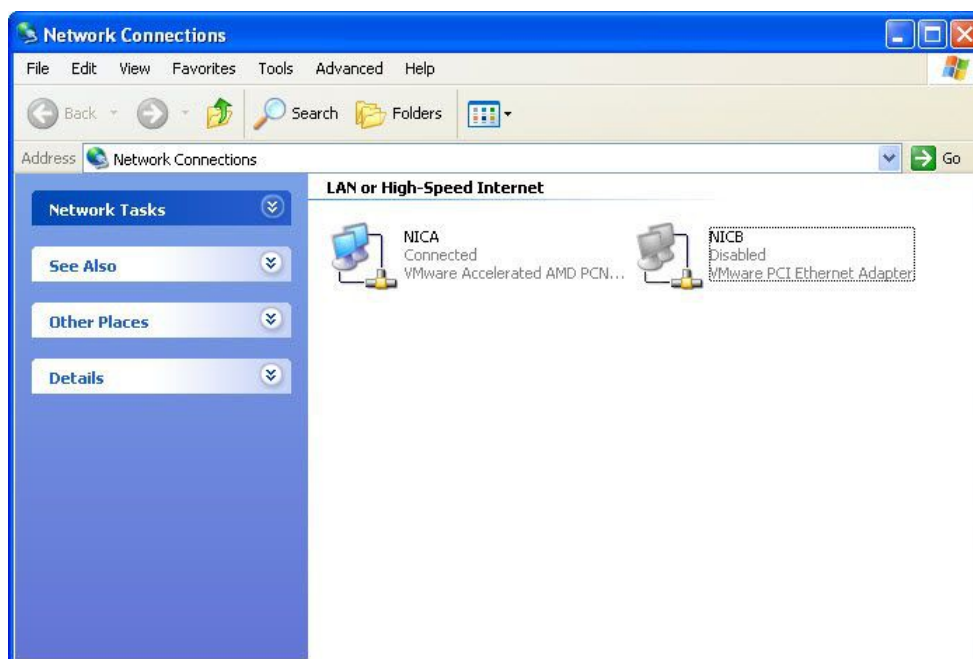 Network Connections
File Edit View Favorites Tools Advanced Help
Back Search Folders
Address Network Connections Go
Network Tasks
See Also
Other Places
Details
LAN or High-Speed Internet
NICA
Connected
VMware Accelerated AMD PCN...
NICB
Disabled
VMware PCI Ethernet Adapter